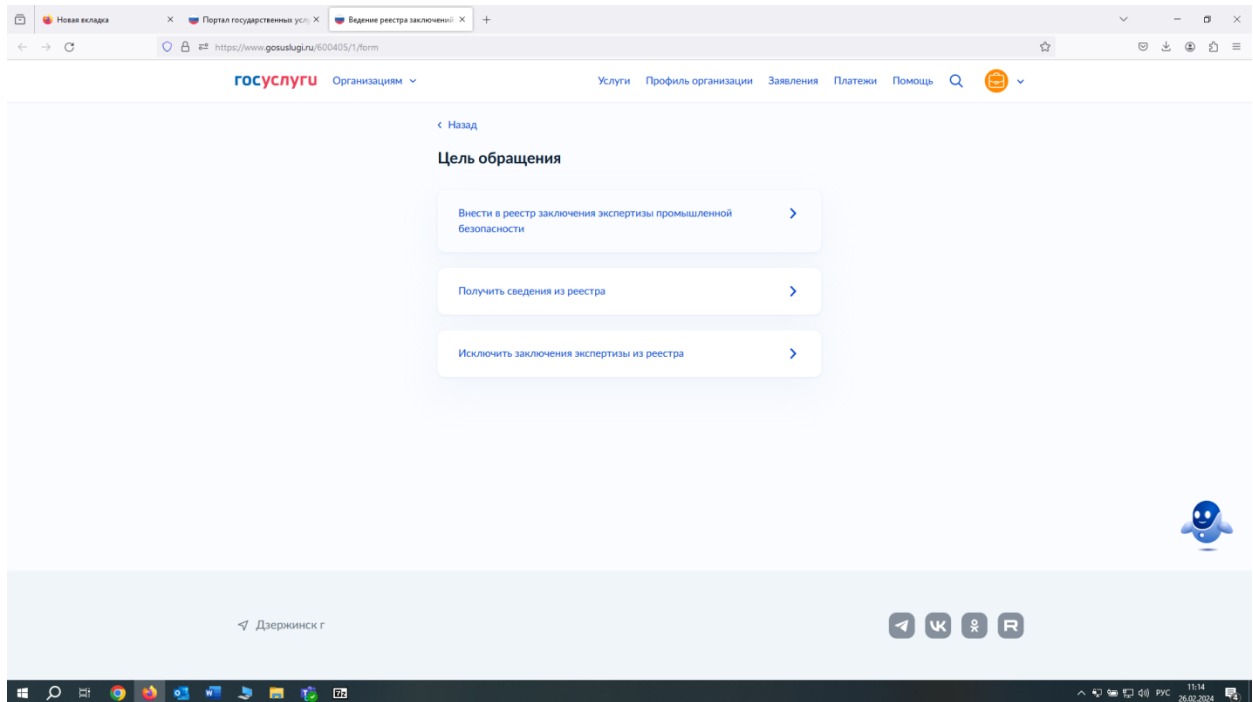 Новая вкладка
Портал государственных услу
Ведение реестра заключений
https://www.gosuslugi.ru/600405/1/form
госуслуги Организациям Услуги Профиль организации Заявления Платежи Помощь
Назад
Цель обращения
Внести в реестр заключения экспертизы промышленной
безопасности
Получить сведения из реестра
Исключить заключения экспертизы из реестра
Дзержинск г
РУС
11:14
26.02.2024